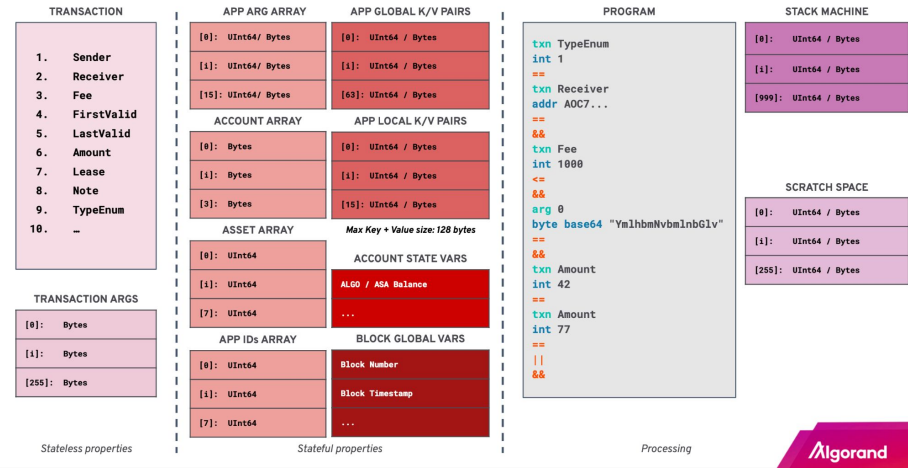 TRANSACTION
1. Sender
2. Receiver
3. Fee
4. FirstValid
5. LastValid
6. Amount
7. Lease
8. Note
9. TypeEnum
10. …
TRANSACTION ARGS
[0]: Bytes
[i]: Bytes
[255]: Bytes
Stateless properties
APP ARG ARRAY
[0]: UInt64/ Bytes
[i]: UInt64/ Bytes
[15]: UInt64/ Bytes
ACCOUNT ARRAY
[0]: Bytes
[i]: Bytes
[3]: Bytes
ASSET ARRAY
[0]: UInt64
[i]: UInt64
[7]: UInt64
APP IDs ARRAY
[0]: UInt64
[i]: UInt64
[7]: UInt64
APP GLOBAL K/V PAIRS
[0]: UInt64 / Bytes
[i]: UInt64 / Bytes
[63]: UInt64 / Bytes
APP LOCAL K/V PAIRS
[0]: UInt64 / Bytes
[i]: UInt64 / Bytes
[15]: UInt64 / Bytes
Max Key + Value size: 128 bytes
ACCOUNT STATE VARS
ALGO / ASA Balance
...
BLOCK GLOBAL VARS
Block Number
Block Timestamp
...
Stateful properties
PROGRAM
txn TypeEnum
int 1
==
txn Receiver
addr AOC7...
==
&&
txn Fee
int 1000
<=
&&
arg 0
byte base64 "YmlhbmNvbmlnbGlv"
==
&&
txn Amount
int 42
==
txn Amount
int 77
==
||
&&
Processing
STACK MACHINE
[0]: UInt64 / Bytes
[i]: UInt64 / Bytes
[999]: UInt64 / Bytes
SCRATCH SPACE
[0]: UInt64 / Bytes
[i]: UInt64 / Bytes
[255]: UInt64 / Bytes
Algorand